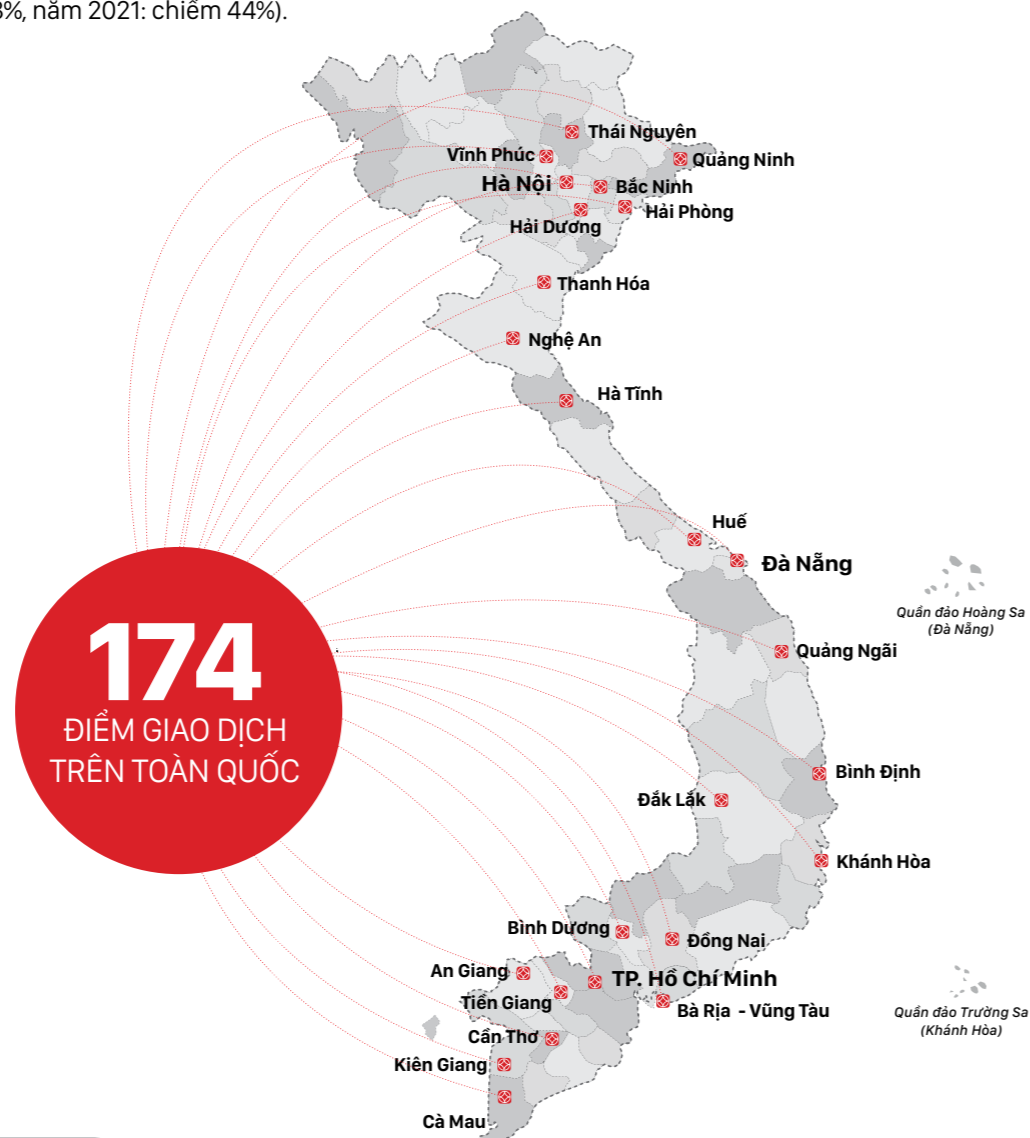 3%, năm 2021: chiếm 44%).
Thái Nguyên
Vĩnh Phúc
Quảng Ninh
Hà Nội
Bắc Ninh
Hải Phòng
Hải Dương
Thanh Hóa
Nghệ An
Hà Tĩnh
Huế
Đà Nẵng
Quần đảo Hoàng Sa
(Đà Nẵng)
174
ĐIỂM GIAO DỊCH
TRÊN TOÀN QUỐC
Quảng Ngãi
Bình Định
Đắk Lắk
Khánh Hòa
Bình Dương
Đồng Nai
An Giang
TP. Hồ Chí Minh
Tiền Giang
Bà Rịa - Vũng Tàu
Quần đảo Trường Sa
(Khánh Hòa)
Cần Thơ
Kiên Giang
Cà Mau